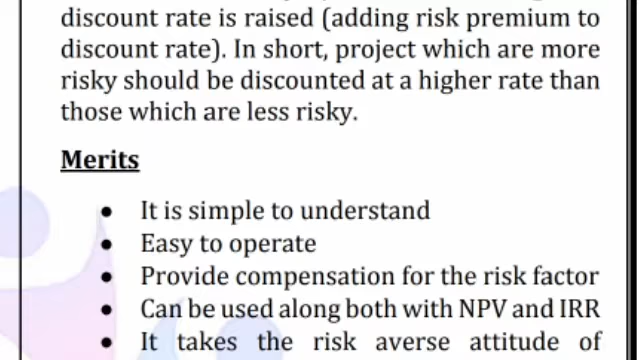 discount rate is raised (adding risk premium to
discount rate). In short, project which are more
risky should be discounted at a higher rate than
those which are less risky.
Merits
• It is simple to understand
• Easy to operate
• Provide compensation for the risk factor
• Can be used along both with NPV and IRR
• It takes the risk averse attitude of